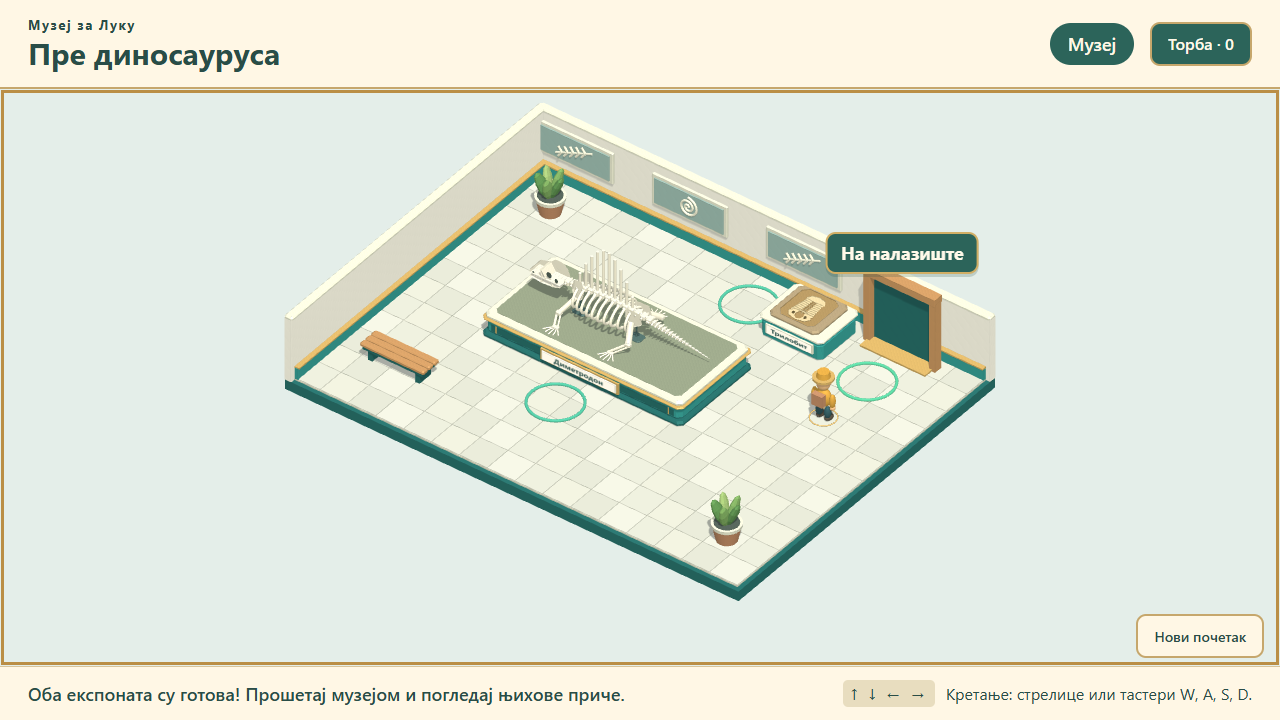 Музеј за Луку
Пре диносауруса
Музеј
Торба · 0
На налазиште
Трилобит
Диметродон
Нови почетак
Оба експоната су готова! Прошетај музејом и погледај њихове приче.
↑ ↓ ← → Кретање: стрелице или тастери W, A, S, D.